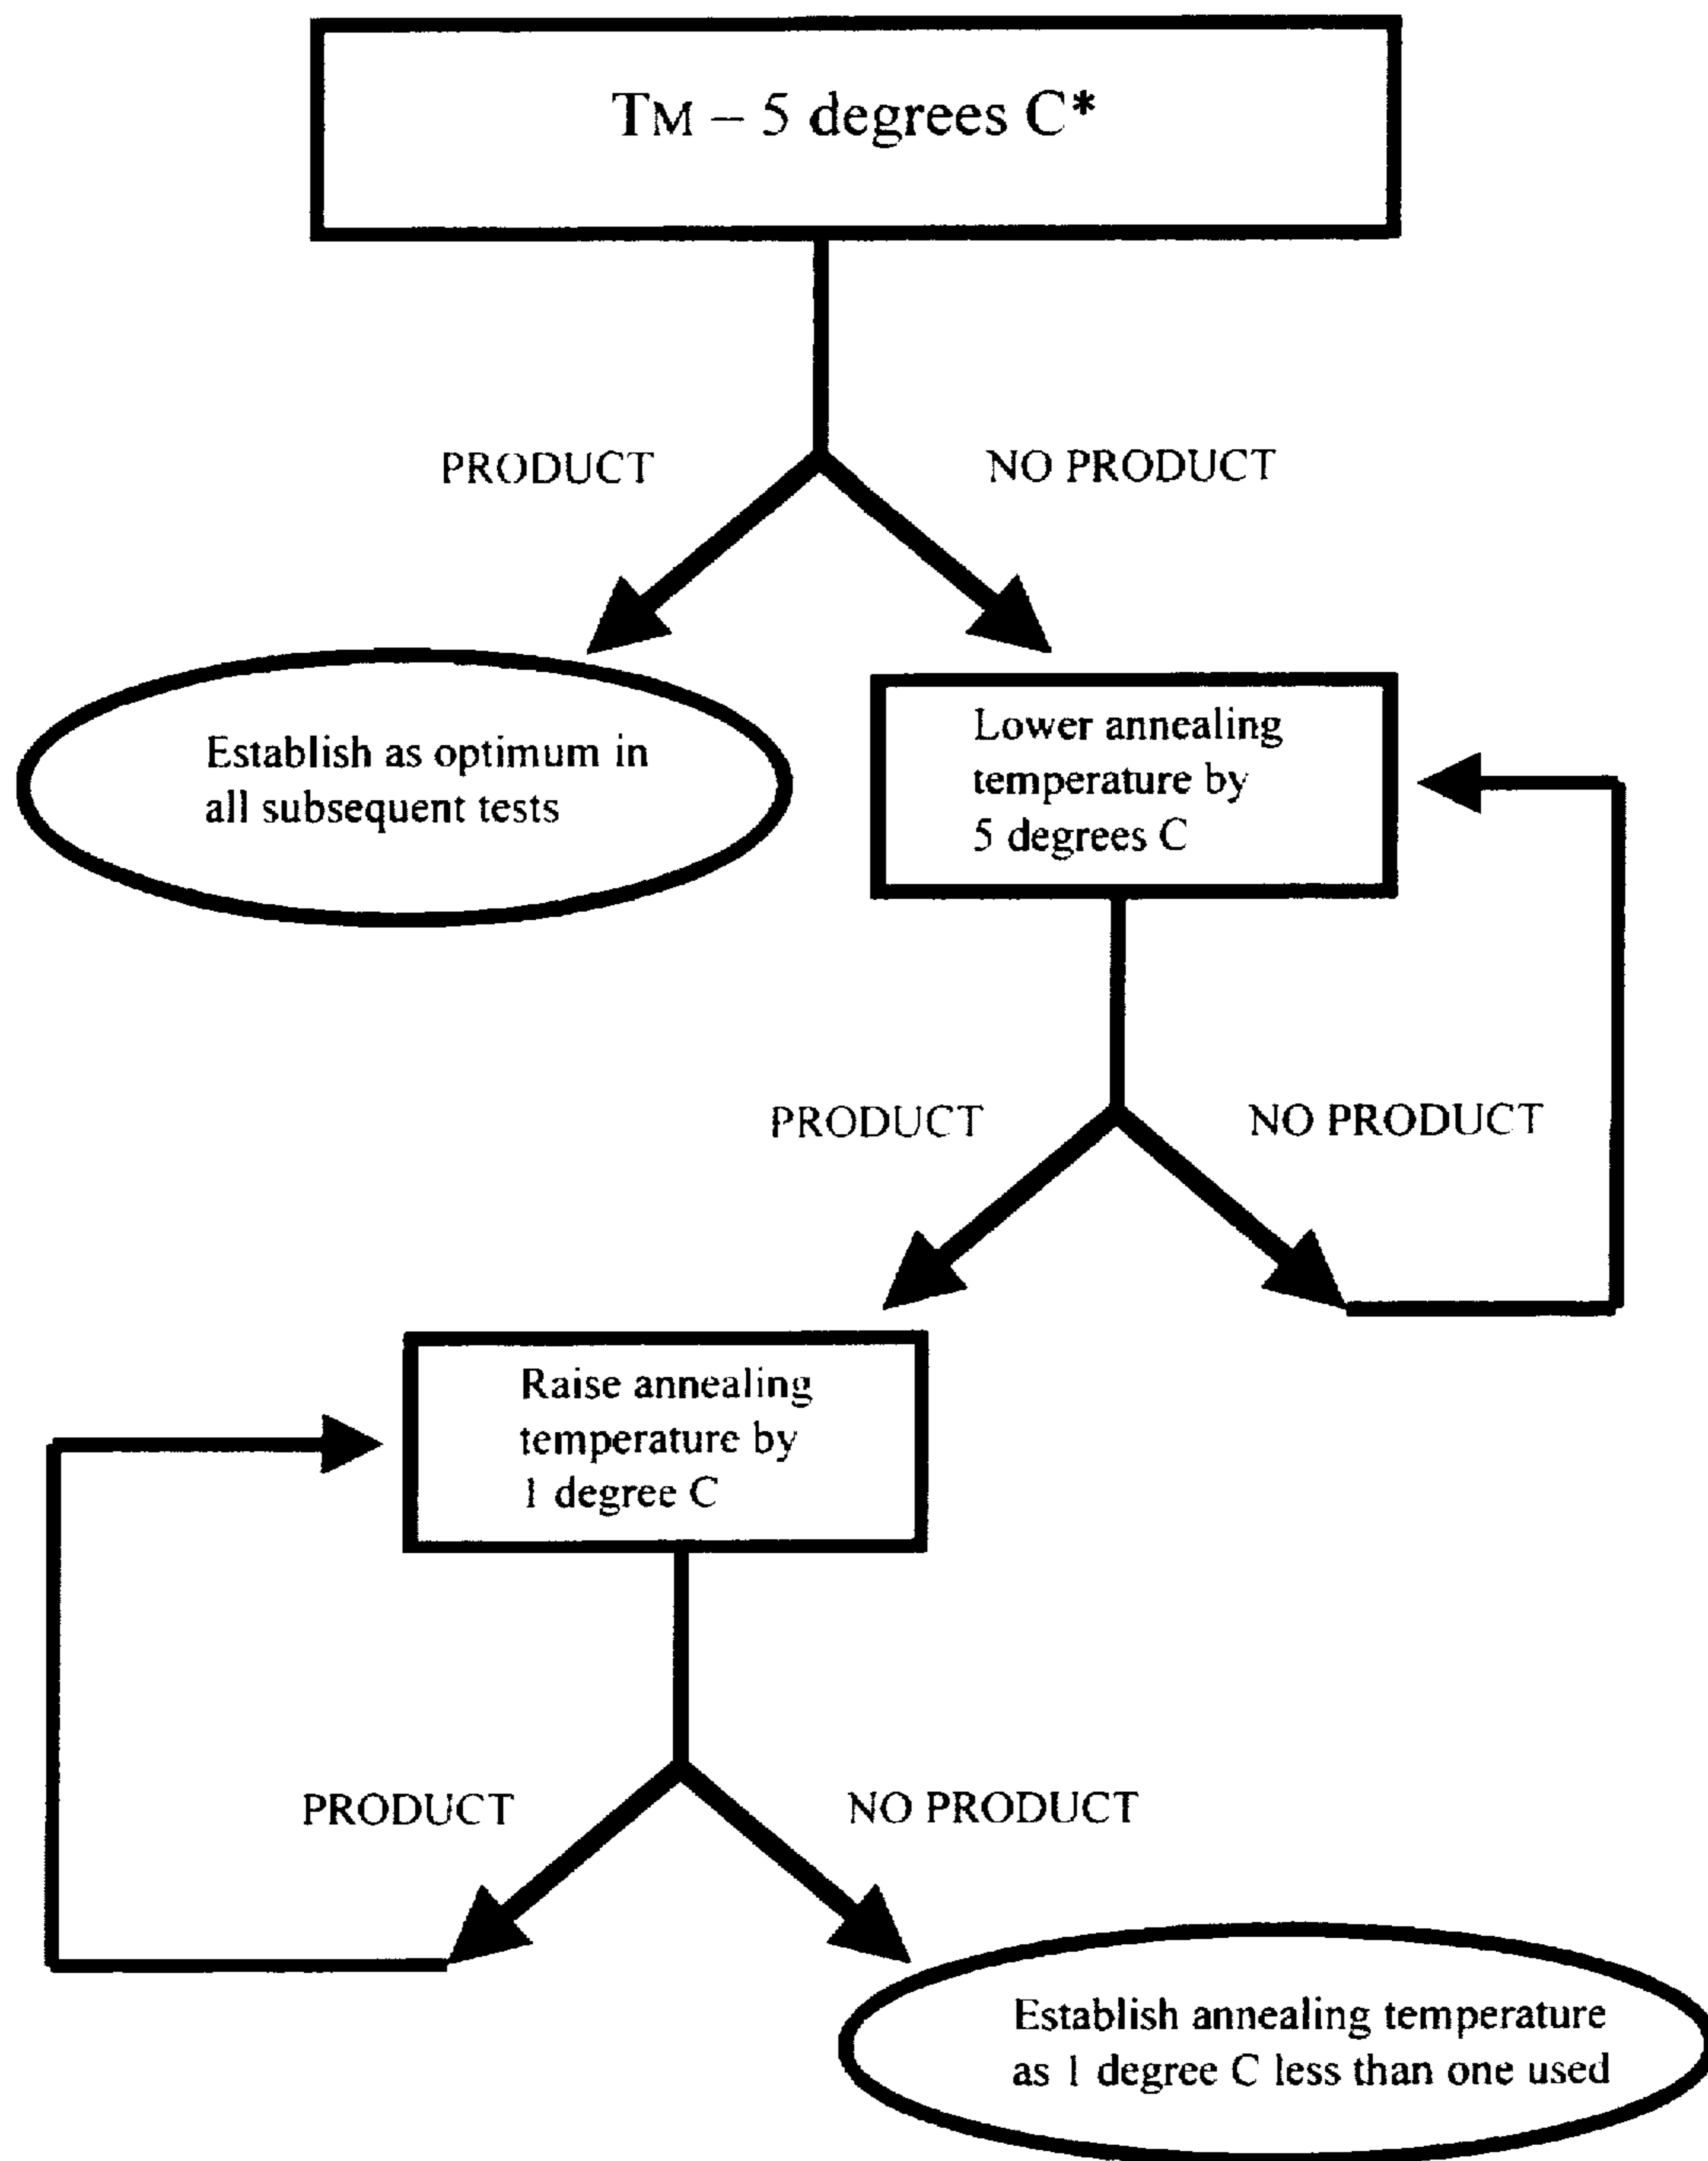 TM – 5 degrees C*
PRODUCT
NO PRODUCT
Establish as optimum in
all subsequent tests
Lower annealing
temperature by
5 degrees C
PRODUCT
NO PRODUCT
Raise annealing
temperature by
1 degree C
PRODUCT
NO PRODUCT
Establish annealing temperature
as 1 degree C less than one used